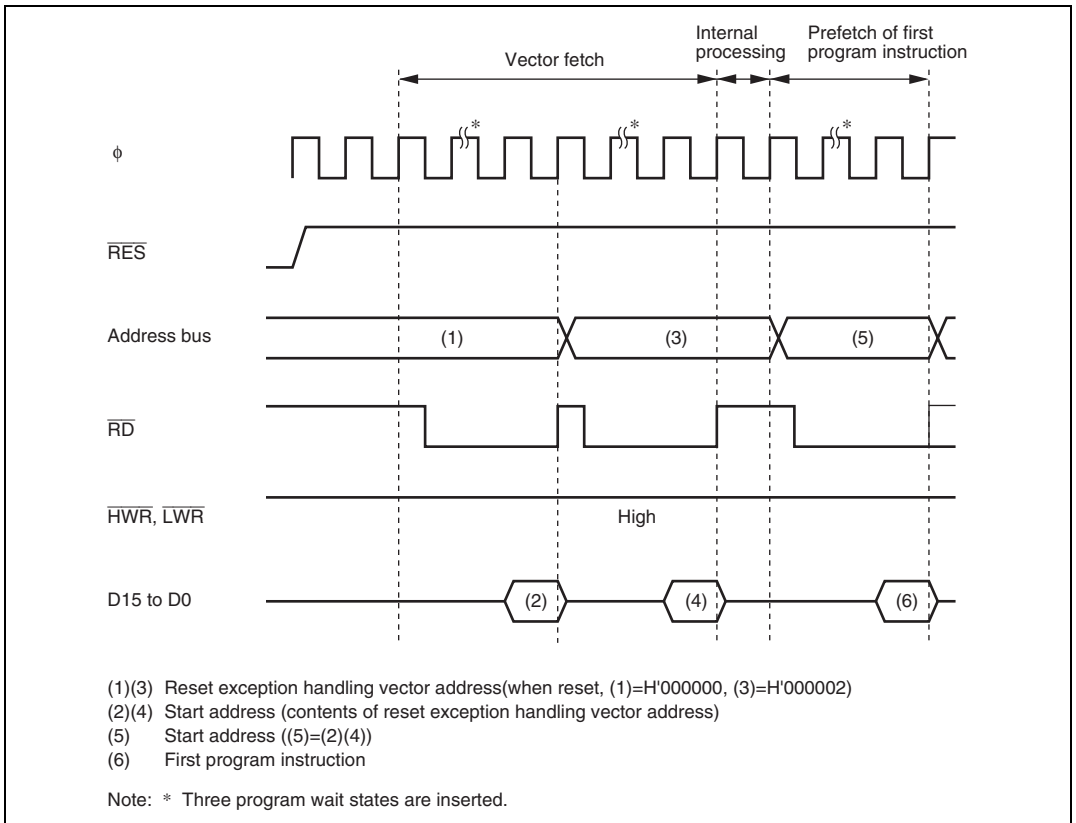 Internal
processing
Prefetch of first
program instruction
Vector fetch
*
*
*
ϕ
RES
Address bus
(1)
(3)
(5)
RD
HWR, LWR
High
D15 to D0
(2)
(4)
(6)
(1)(3) Reset exception handling vector address(when reset, (1)=H'000000, (3)=H'000002)
(2)(4) Start address (contents of reset exception handling vector address)
(5) Start address ((5)=(2)(4))
(6) First program instruction
Note: * Three program wait states are inserted.